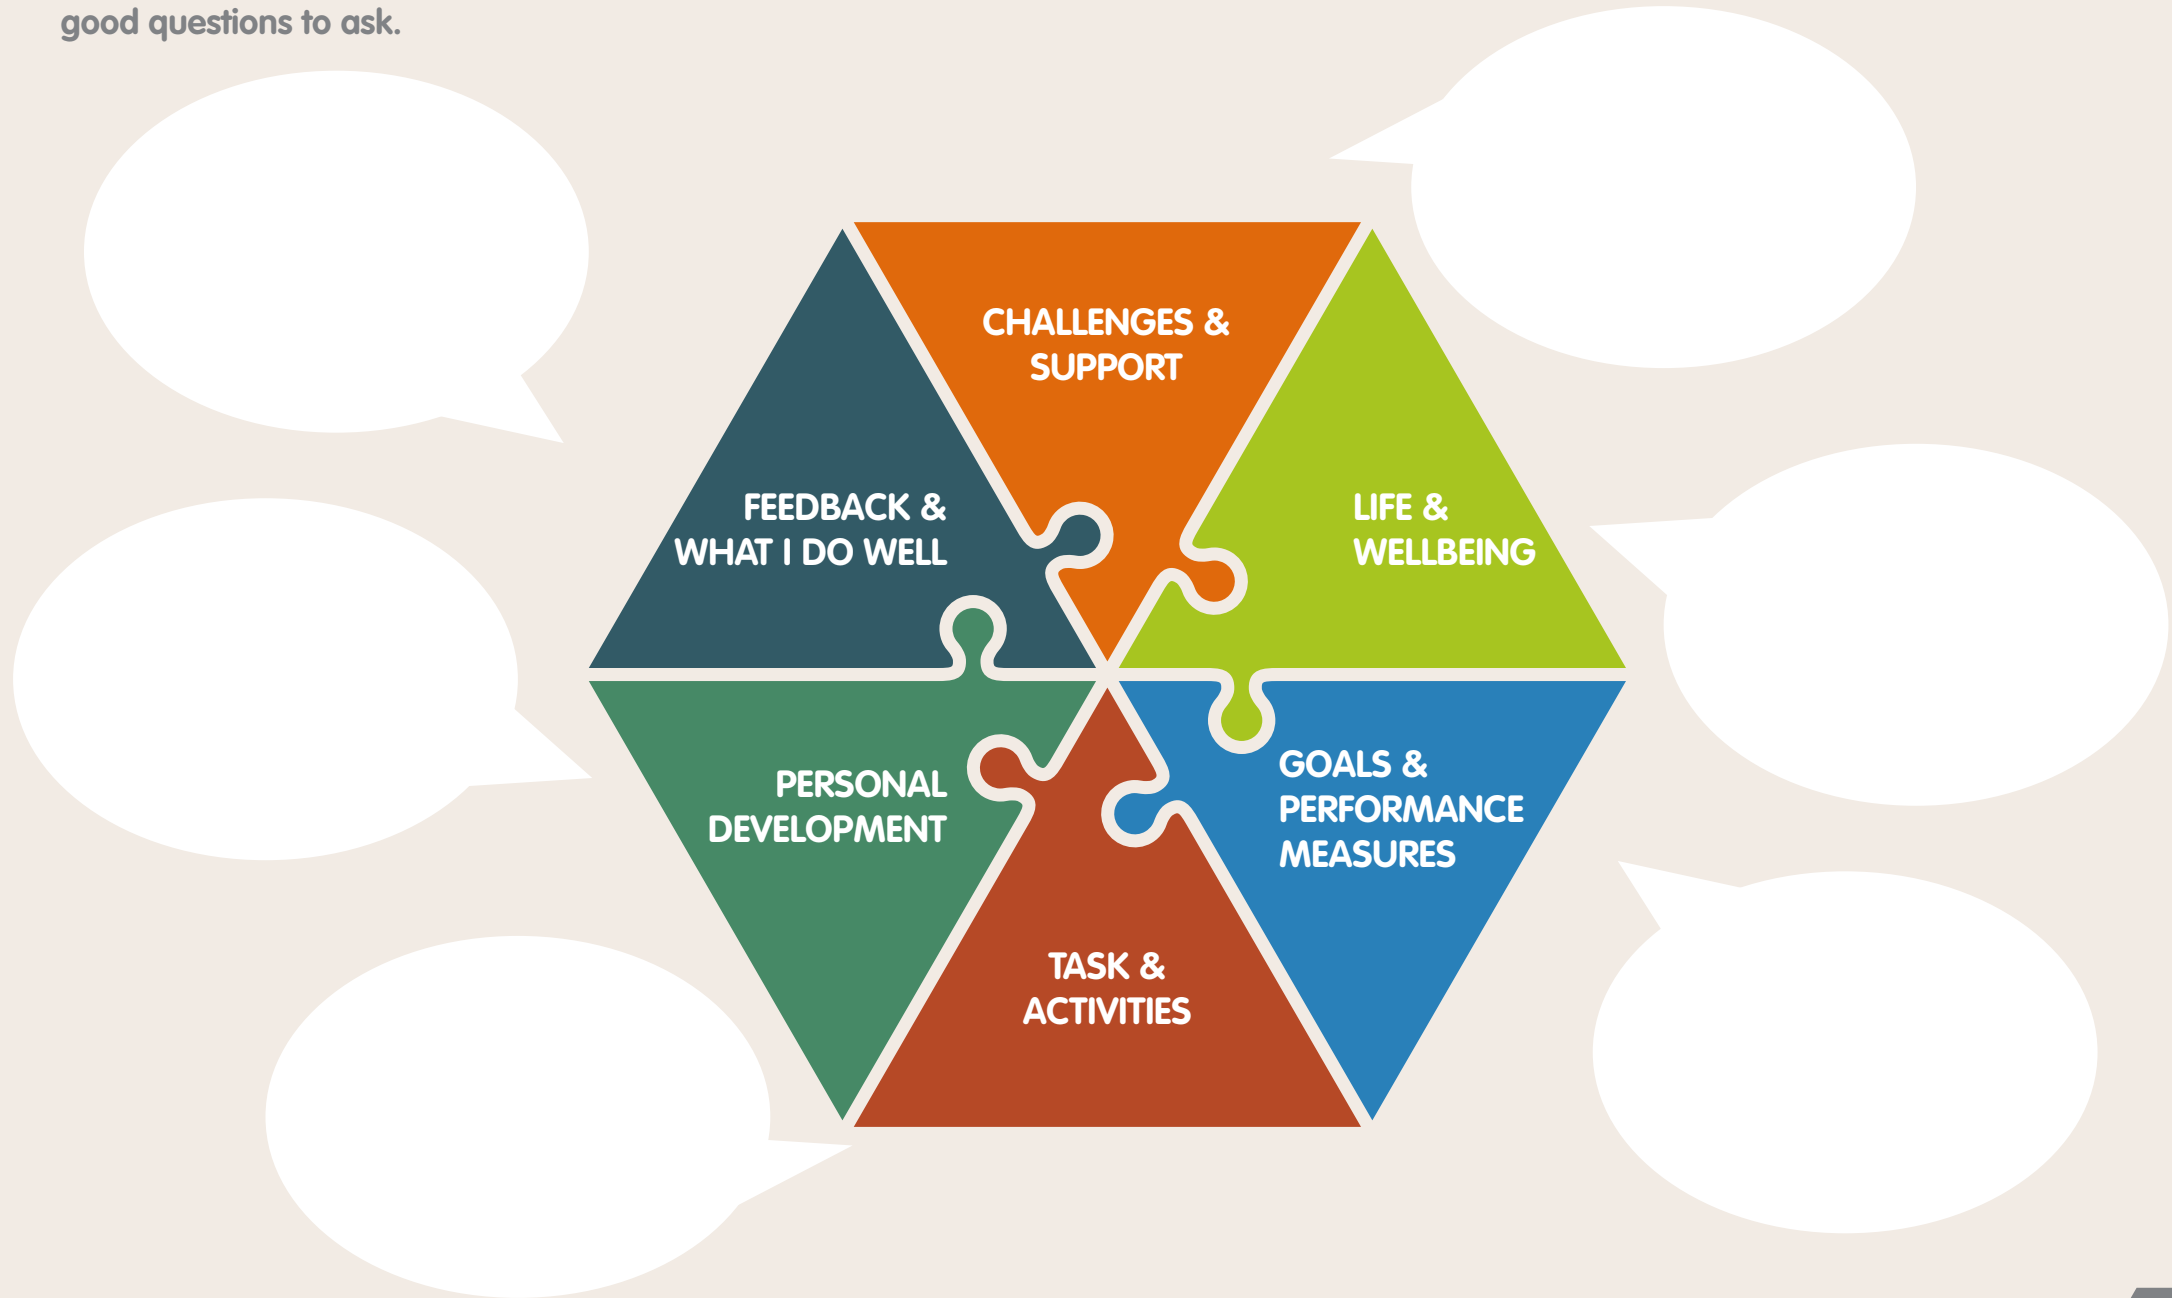 good questions to ask.
CHALLENGES &
SUPPORT
FEEDBACK &
WHAT I DO WELL
LIFE &
WELLBEING
PERSONAL
DEVELOPMENT
GOALS &
PERFORMANCE
MEASURES
TASK &
ACTIVITIES